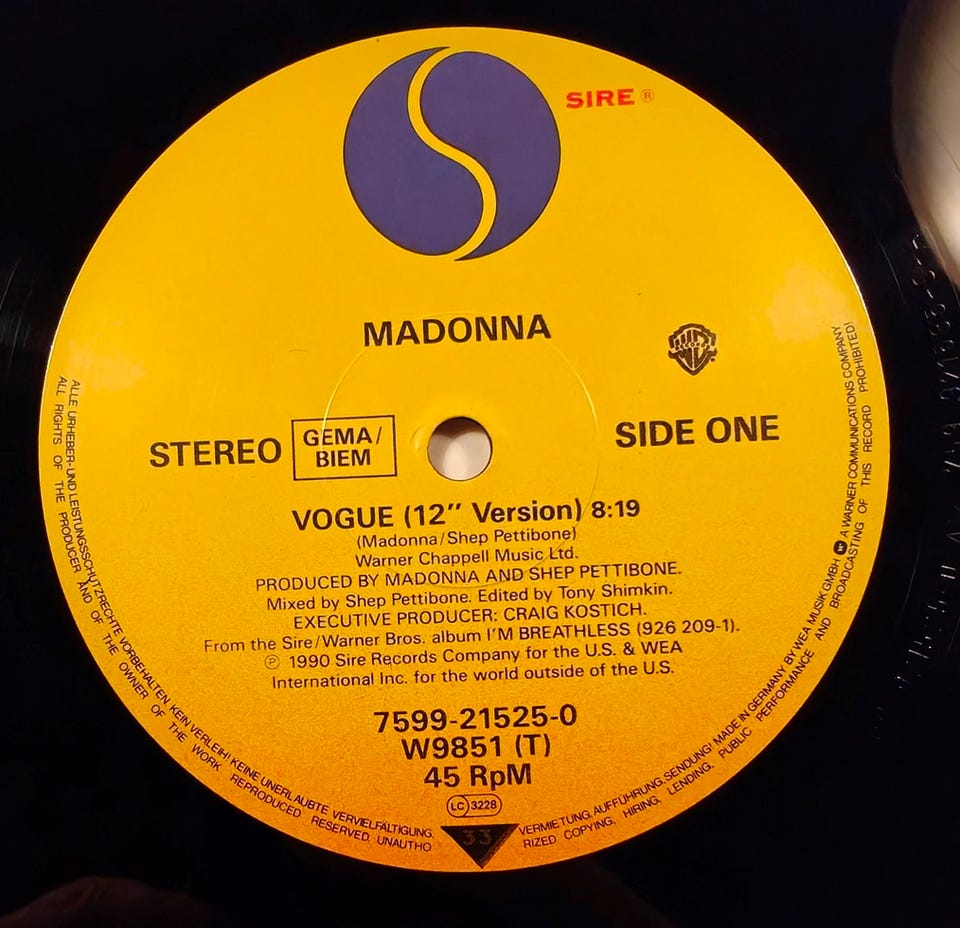 SIRE ®
MADONNA
STEREO
GEMA/
BIEM
SIDE ONE
VOGUE (12" Version) 8:19
(Madonna/Shep Pettibone)
Warner Chappell Music Ltd.
PRODUCED BY MADONNA AND SHEP PETTIBONE.
Mixed by Shep Pettibone. Edited by Tony Shimkin.
EXECUTIVE PRODUCER: CRAIG KOSTICH.
From the Sire/Warner Bros. album I'M BREATHLESS (926 209-1).
℗ 1990 Sire Records Company for the U.S. & WEA
International Inc. for the world outside of the U.S.
7599-21525-0
W9851 (T)
45 RpM
LC 3228
33
ALLE URHEBER-UND LEISTUNGSSCHUTZRECHTE VORBEHALTEN KEIN VERLEIH! KEINE UNERLAUBTE VERVIELFÄLTIGUNG, VERMIETUNG, AUFFÜHRUNG, SENDUNG! MADE IN GERMANY BY WEA MUSIK GMBH A WARNER COMMUNICATIONS COMPANY
ALL RIGHTS OF THE PRODUCER AND OF THE OWNER OF THE WORK REPRODUCED RESERVED. UNAUTHORIZED COPYING, HIRING, LENDING, PUBLIC PERFORMANCE AND BROADCASTING OF THIS RECORD PROHIBITED!